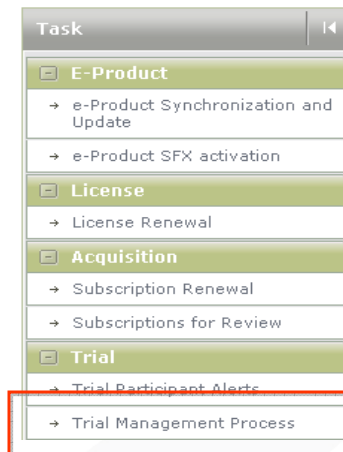 Task
E-Product
e-Product Synchronization and
Update
e-Product SFX activation
License
License Renewal
Acquisition
Subscription Renewal
Subscriptions for Review
Trial
Trial Participant Alerts
Trial Management Process